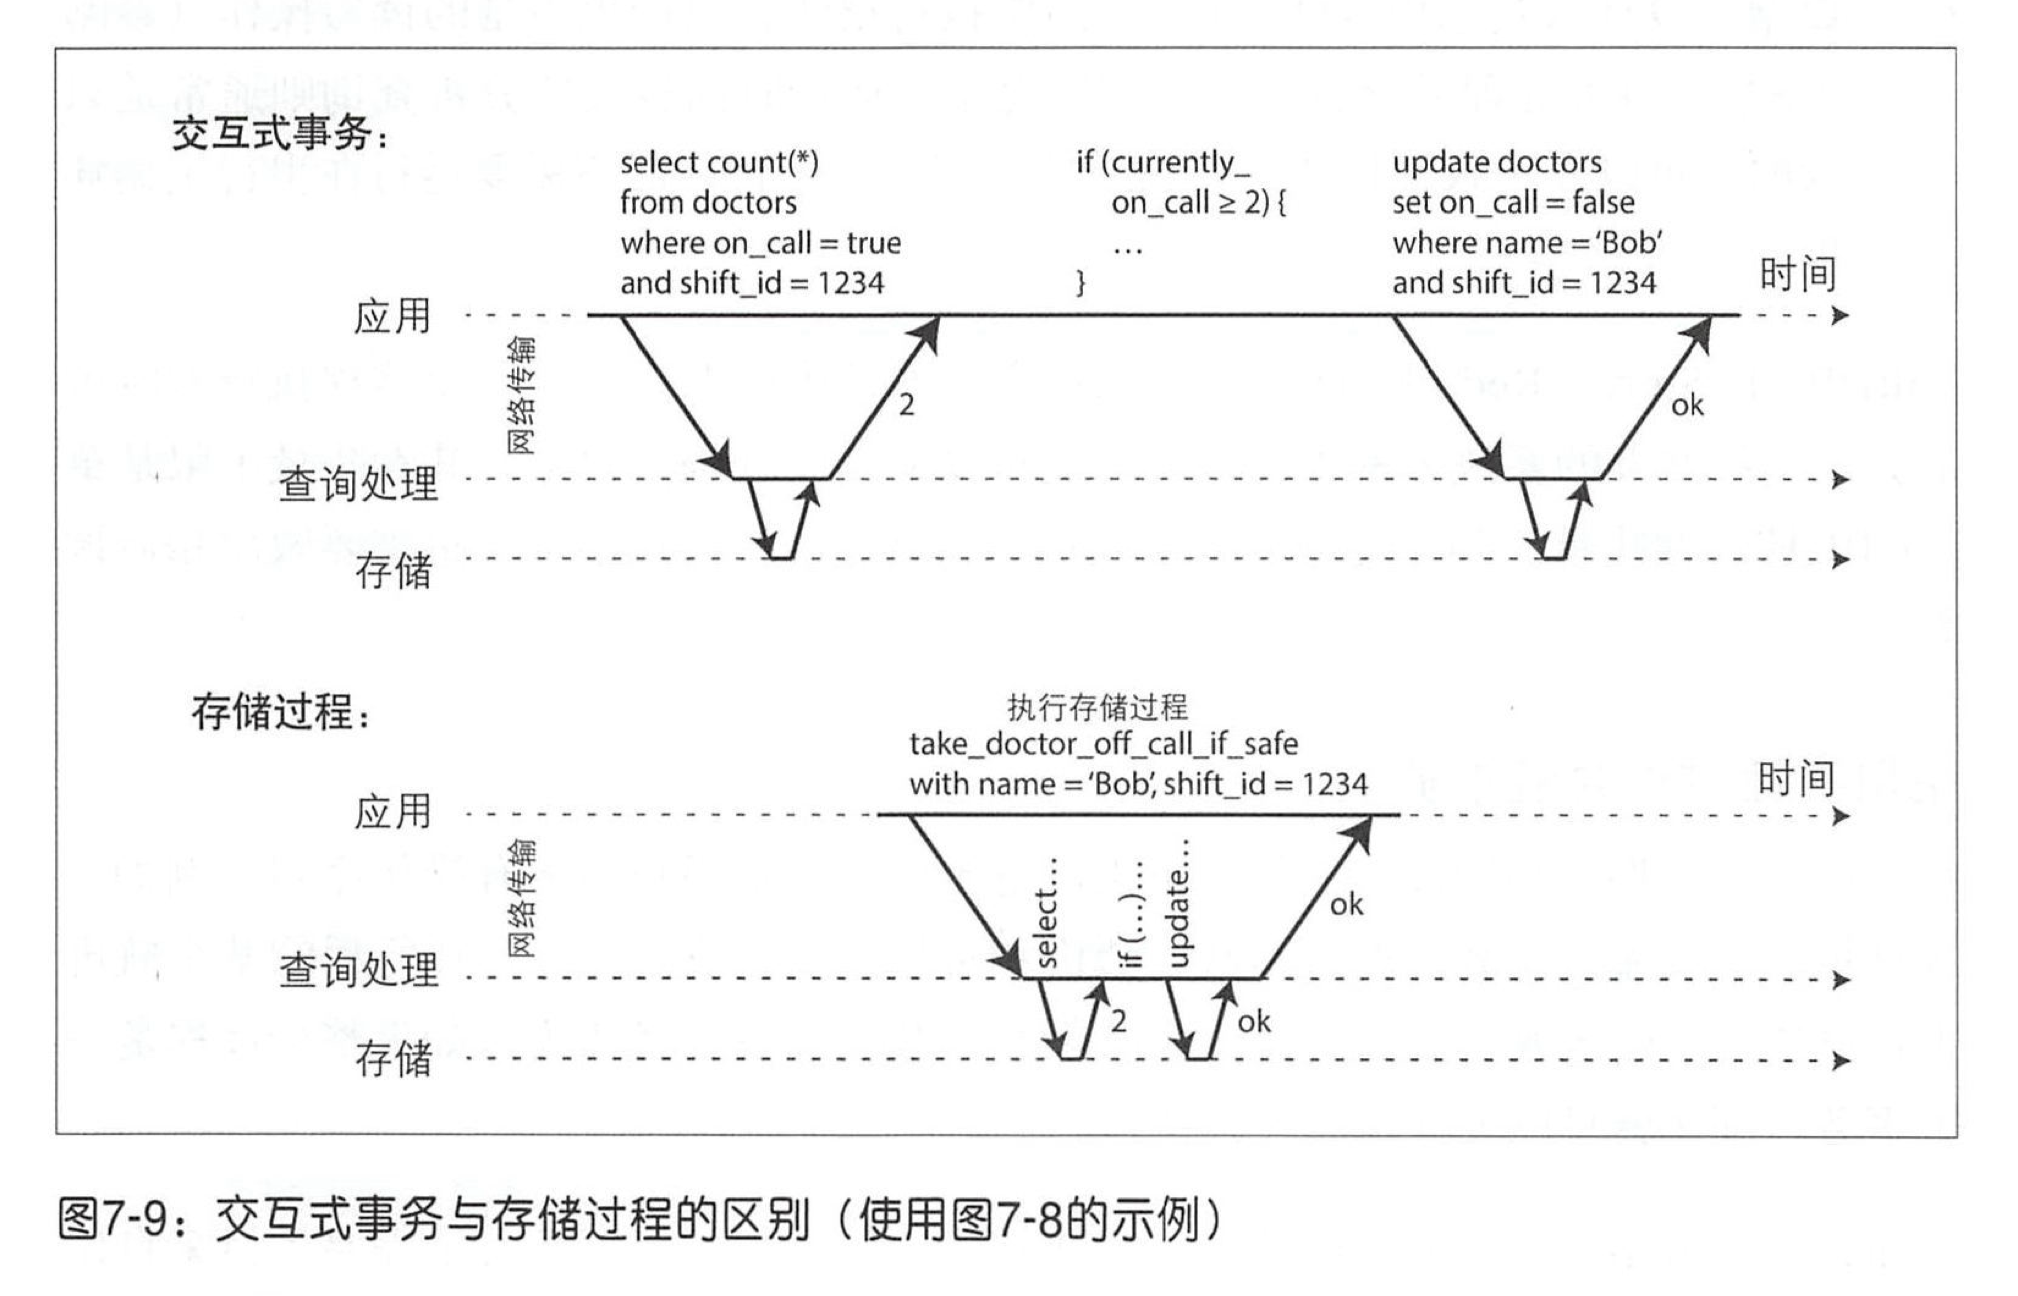 交互式事务：
select count(*)
from doctors
where on_call = true
and shift_id = 1234
if (currently_
on_call ≥ 2) {
...
}
update doctors
set on_call = false
where name = ‘Bob’
and shift_id = 1234
时间
应用
网络传输
2
ok
查询处理
存储
存储过程：
执行存储过程
take_doctor_off_call_if_safe
with name = ‘Bob’, shift_id = 1234
时间
应用
网络传输
select...
if (...)...
update...
ok
查询处理
2
ok
存储
图7-9：交互式事务与存储过程的区别（使用图7-8的示例）